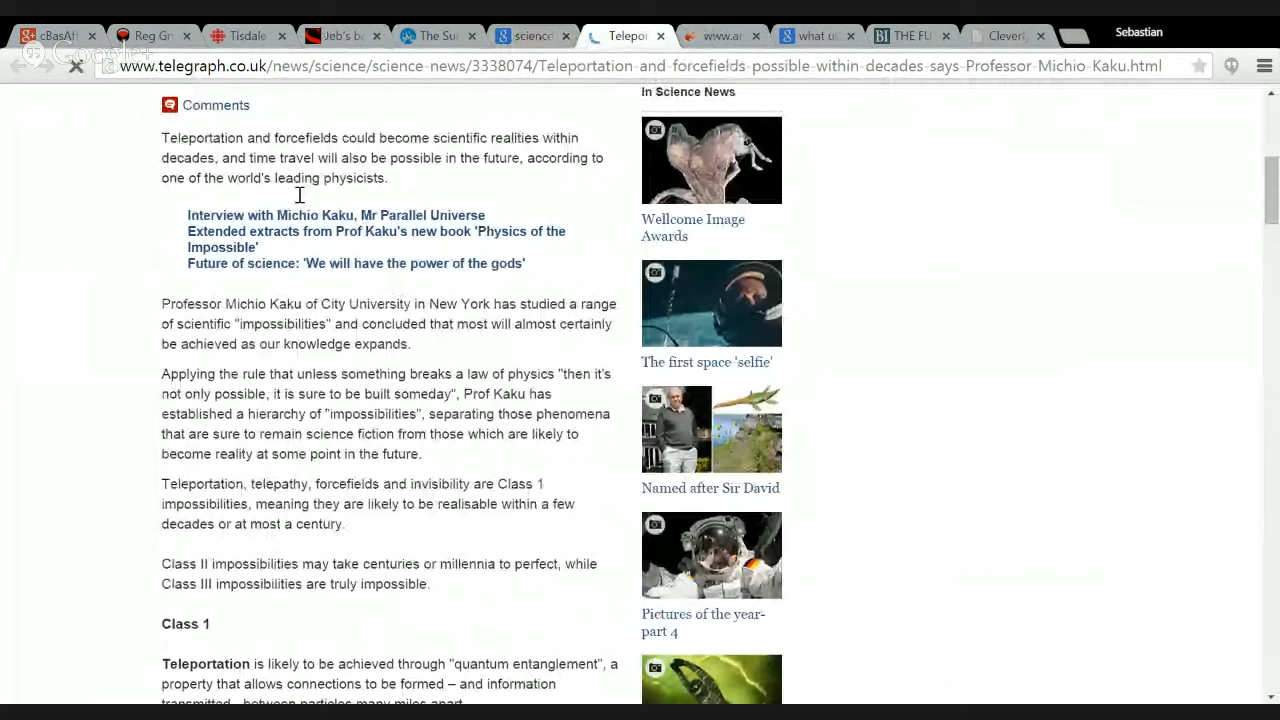 cBasAft
Reg Gr
Tisdale
Jeb's b
The Su
science
Telepor
www.ar
what us
THE FU
Cleverly
Sebastian
Google+
www.telegraph.co.uk/news/science/science-news/3338074/Teleportation-and-forcefields-possible-within-decades-says-Professor-Michio-Kaku.html
Comments
Teleportation and forcefields could become scientific realities within
decades, and time travel will also be possible in the future, according to
one of the world's leading physicists.
Interview with Michio Kaku, Mr Parallel Universe
Extended extracts from Prof Kaku's new book 'Physics of the
Impossible'
Future of science: 'We will have the power of the gods'
Professor Michio Kaku of City University in New York has studied a range
of scientific "impossibilities" and concluded that most will almost certainly
be achieved as our knowledge expands.
Applying the rule that unless something breaks a law of physics "then it's
not only possible, it is sure to be built someday", Prof Kaku has
established a hierarchy of "impossibilities", separating those phenomena
that are sure to remain science fiction from those which are likely to
become reality at some point in the future.
Teleportation, telepathy, forcefields and invisibility are Class 1
impossibilities, meaning they are likely to be realisable within a few
decades or at most a century.
Class II impossibilities may take centuries or millennia to perfect, while
Class III impossibilities are truly impossible.
Class 1
Teleportation is likely to be achieved through "quantum entanglement", a
property that allows connections to be formed – and information
transmitted - between particles many miles apart
In Science News
Wellcome Image
Awards
The first space 'selfie'
Named after Sir David
Pictures of the year-
part 4